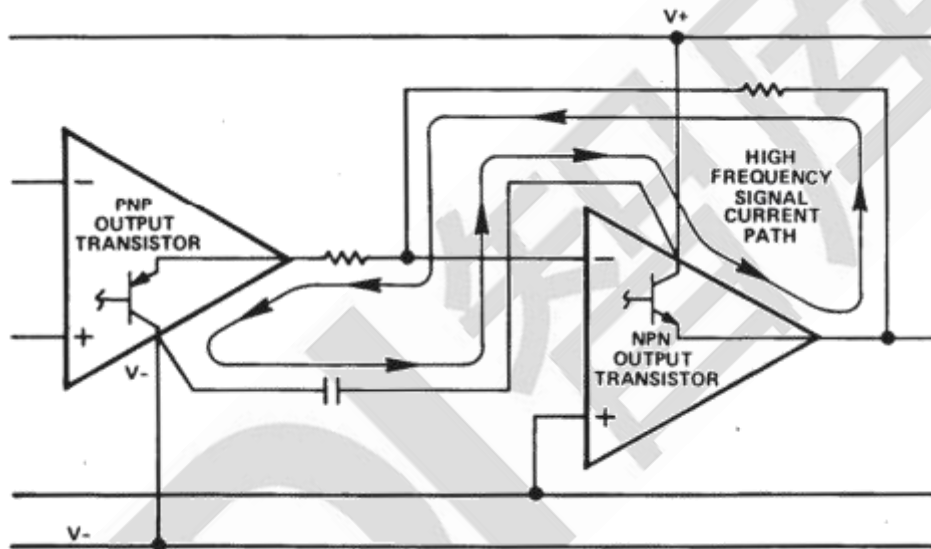 V+
HIGH
FREQUENCY
SIGNAL
CURRENT
PATH
−
PNP
OUTPUT
TRANSISTOR
−
+
V-
NPN
OUTPUT
TRANSISTOR
+
V-